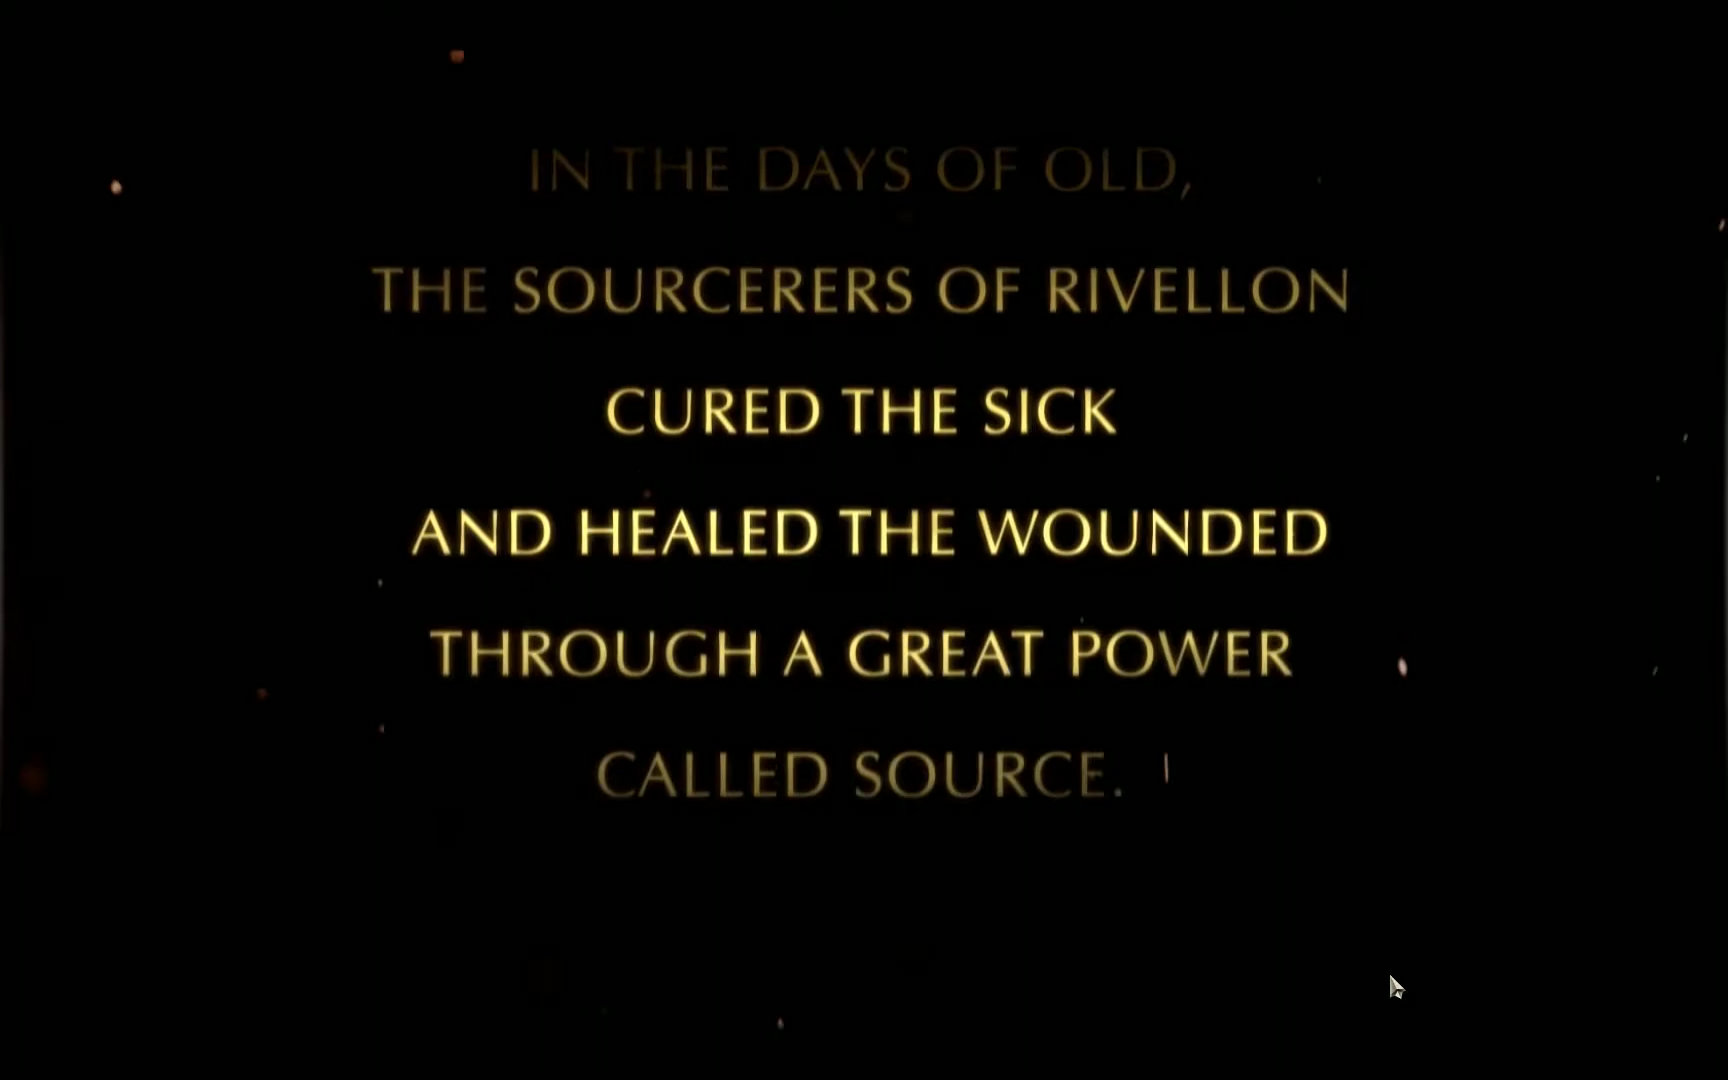 IN THE DAYS OF OLD,
THE SOURCERERS OF RIVELLON
CURED THE SICK
AND HEALED THE WOUNDED
THROUGH A GREAT POWER
CALLED SOURCE.